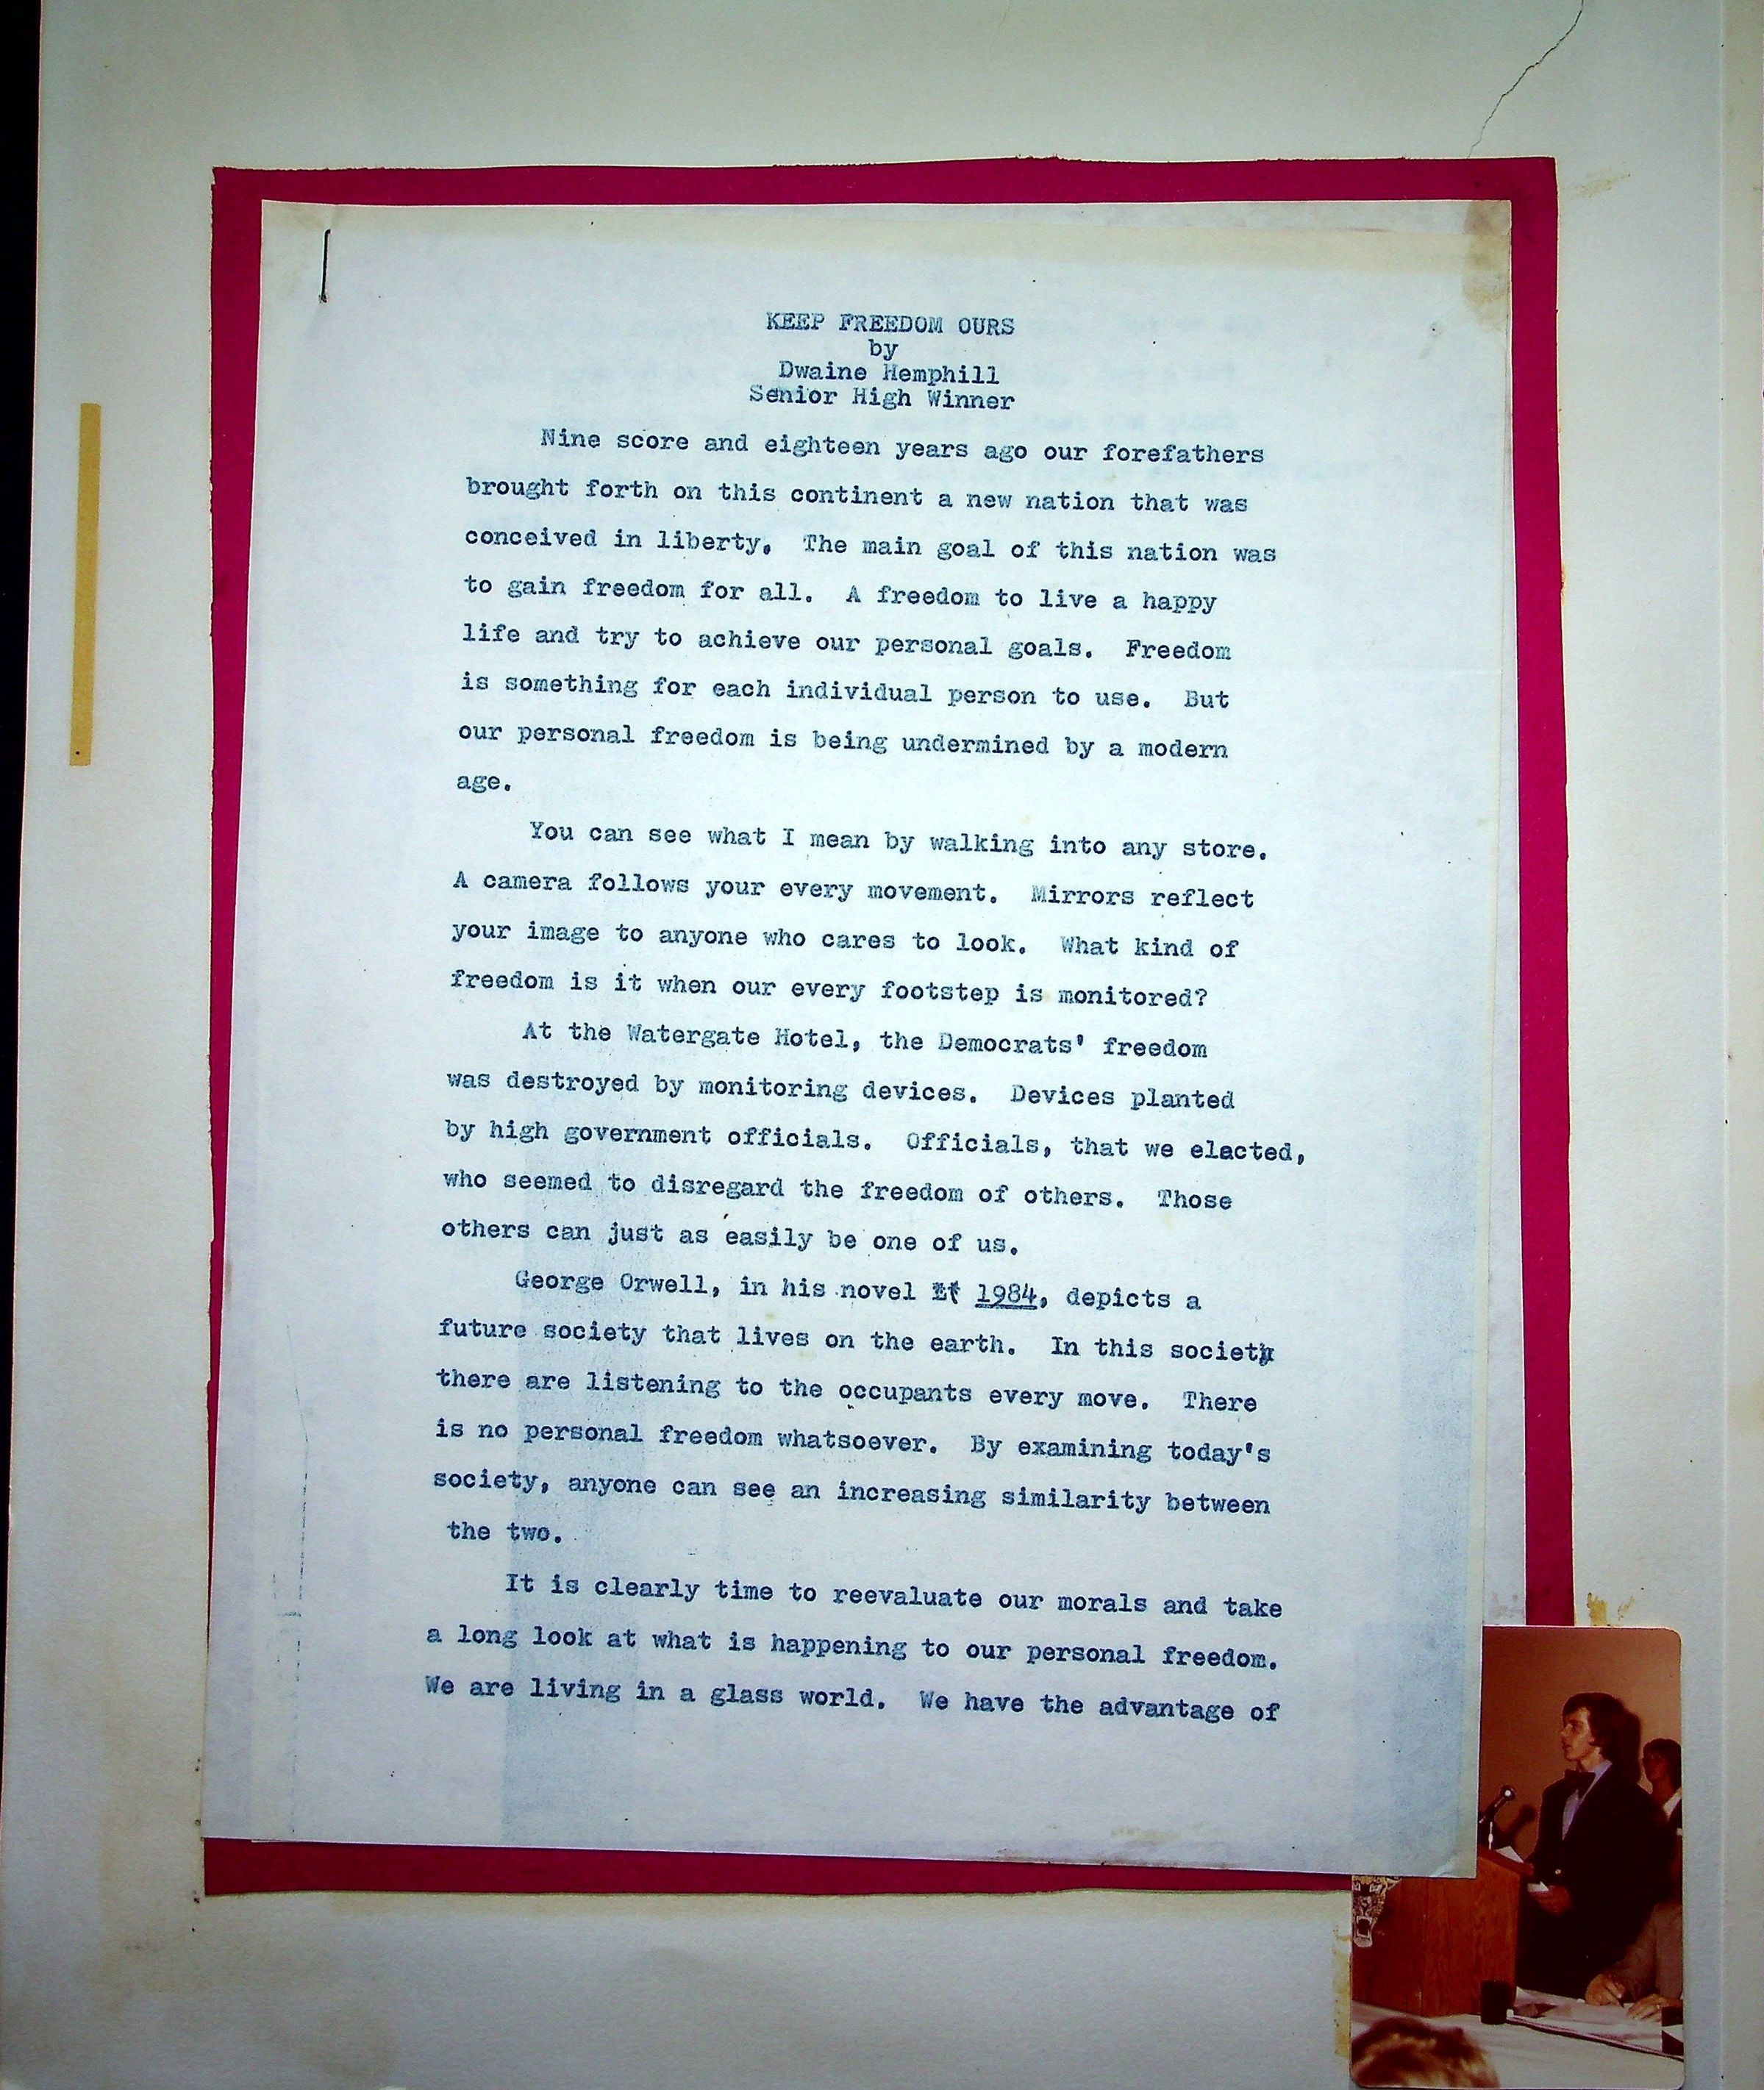 KEEP FREEDOM OURS
by
Dwaine Hemphill
Senior High Winner
Nine score and eighteen years ago our forefathers
brought forth on this continent a new nation that was
conceived in liberty. The main goal of this nation was
to gain freedom for all. A freedom to live a happy
life and try to achieve our personal goals. Freedom
is something for each individual person to use. But
our personal freedom is being undermined by a modern
age.
You can see what I mean by walking into any store.
A camera follows your every movement. Mirrors reflect
your image to anyone who cares to look. What kind of
freedom is it when our every footstep is monitored?
At the Watergate Hotel, the Democrats' freedom
was destroyed by monitoring devices. Devices planted
by high government officials. Officials, that we elected,
who seemed to disregard the freedom of others. Those
others can just as easily be one of us.
George Orwell, in his novel 1984, depicts a
future society that lives on the earth. In this society
there are listening to the occupants every move. There
is no personal freedom whatsoever. By examining today's
society, anyone can see an increasing similarity between
the two.
It is clearly time to reevaluate our morals and take
a long look at what is happening to our personal freedom.
We are living in a glass world. We have the advantage of